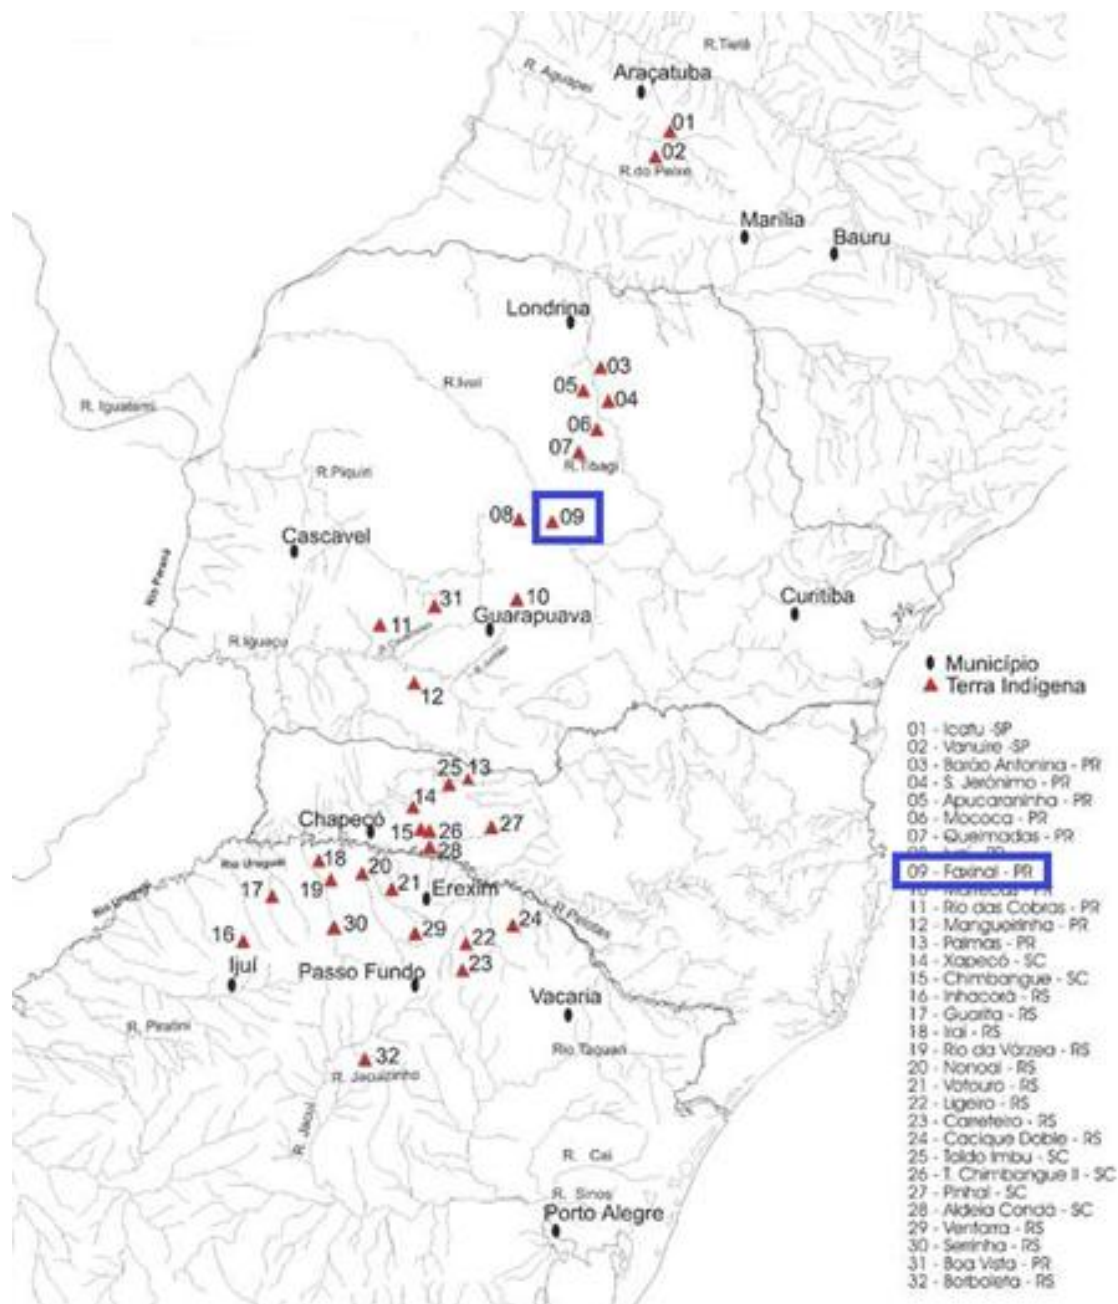 R.Tietê
Araçatuba
R. Aguapeí
01
02
R.do Peixe
Marília
Bauru
Londrina
03
05
04
R.Ivaí
R. Iguatemi
06
07
R.Tibagi
R.Piquiri
08
09
Cascavel
Rio Paraná
31
10
Curitiba
11
Guarapuava
R.Iguaçu
R. Jordão
12
Município
Terra Indígena
25
13
14
Chapecó
15
26
27
28
Rio Uruguai
18
20
Rio Uruguai
17
19
21
Erexim
R. Pelotas
24
30
29
22
16
23
Ijuí
Passo Fundo
Vacaria
R. Piratini
Rio Taquari
32
R. Jacuizinho
R. Jacuí
R. Caí
R. Sinos
Porto Alegre
01 - Icatu -SP
02 - Vanuire -SP
03 - Barão Antonina - PR
04 - S. Jerônimo - PR
05 - Apucaraninha - PR
06 - Mococa - PR
07 - Queimadas - PR
09 - Faxinal - PR
11 - Rio das Cobras - PR
12 - Mangueirinha - PR
13 - Palmas - PR
14 - Xapecó - SC
15 - Chimbangue - SC
16 - Inhacorá - RS
17 - Guarita - RS
18 - Iraí - RS
19 - Rio da Várzea - RS
20 - Nonoai - RS
21 - Votouro - RS
22 - Ligeiro - RS
23 - Carreteiro - RS
24 - Cacique Doble - RS
25 - Toldo Imbu - SC
26 - T. Chimbangue II - SC
27 - Pinhal - SC
28 - Aldeia Condá - SC
29 - Ventarra - RS
30 - Serrinha - RS
31 - Boa Vista - PR
32 - Borboleta - RS